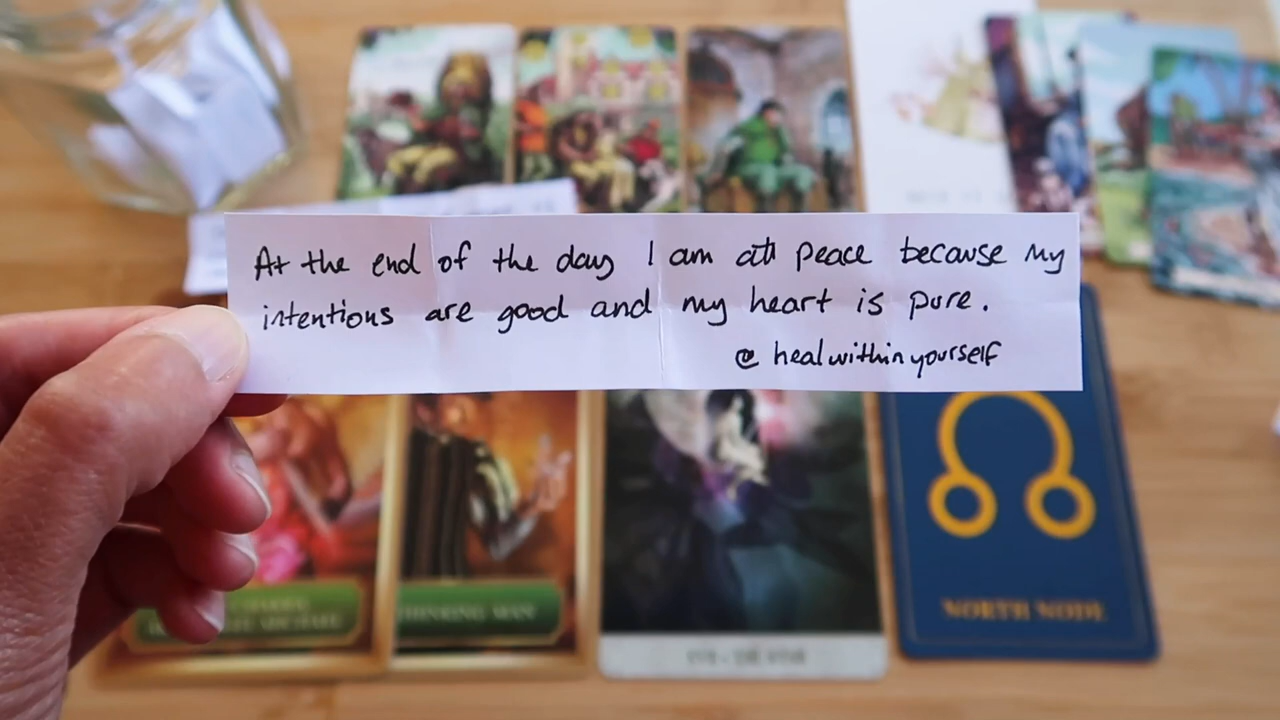 At the end of the day I am at peace because my
intentions are good and my heart is pure.
@ healwithinyourself
THINKING MAN
NORTH NODE